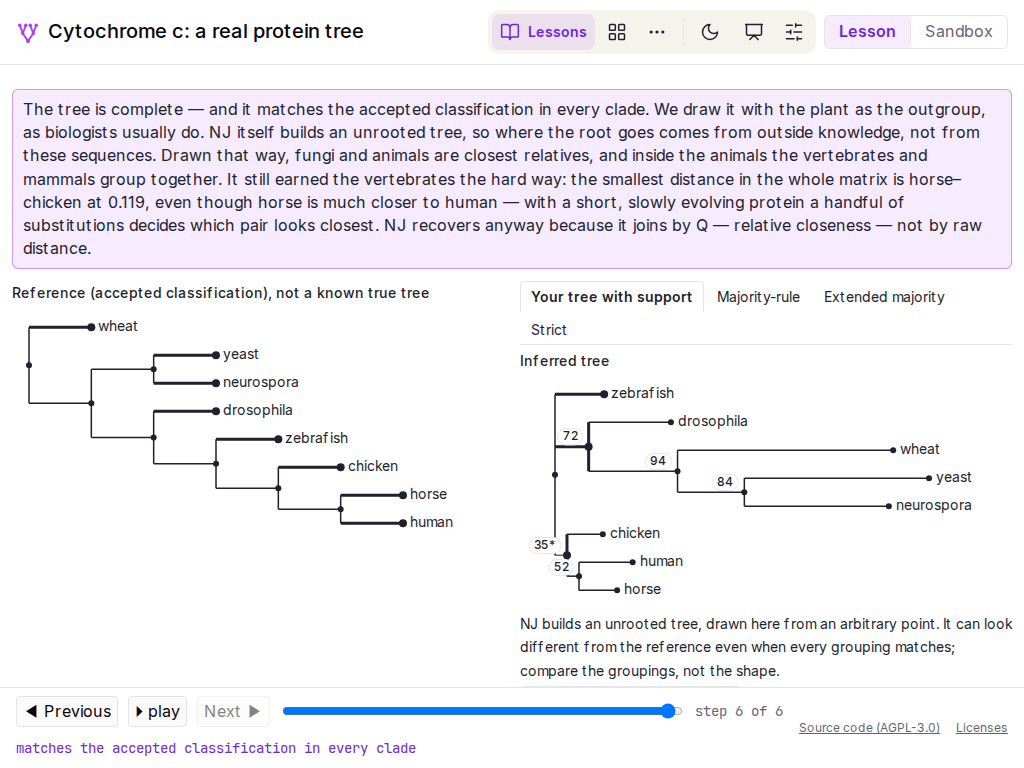 Cytochrome c: a real protein tree
Lessons
Lesson
Sandbox
The tree is complete — and it matches the accepted classification in every clade. We draw it with the plant as the outgroup,
as biologists usually do. NJ itself builds an unrooted tree, so where the root goes comes from outside knowledge, not from
these sequences. Drawn that way, fungi and animals are closest relatives, and inside the animals the vertebrates and
mammals group together. It still earned the vertebrates the hard way: the smallest distance in the whole matrix is horse–
chicken at 0.119, even though horse is much closer to human — with a short, slowly evolving protein a handful of
substitutions decides which pair looks closest. NJ recovers anyway because it joins by Q — relative closeness — not by raw
distance.
Reference (accepted classification), not a known true tree
wheat
yeast
neurospora
drosophila
zebrafish
chicken
horse
human
Your tree with support
Majority-rule
Extended majority
Strict
Inferred tree
zebrafish
drosophila
72
wheat
94
yeast
84
neurospora
chicken
35*
human
52
horse
NJ builds an unrooted tree, drawn here from an arbitrary point. It can look
different from the reference even when every grouping matches;
compare the groupings, not the shape.
Previous
play
Next
step 6 of 6
Source code (AGPL-3.0)
Licenses
matches the accepted classification in every clade